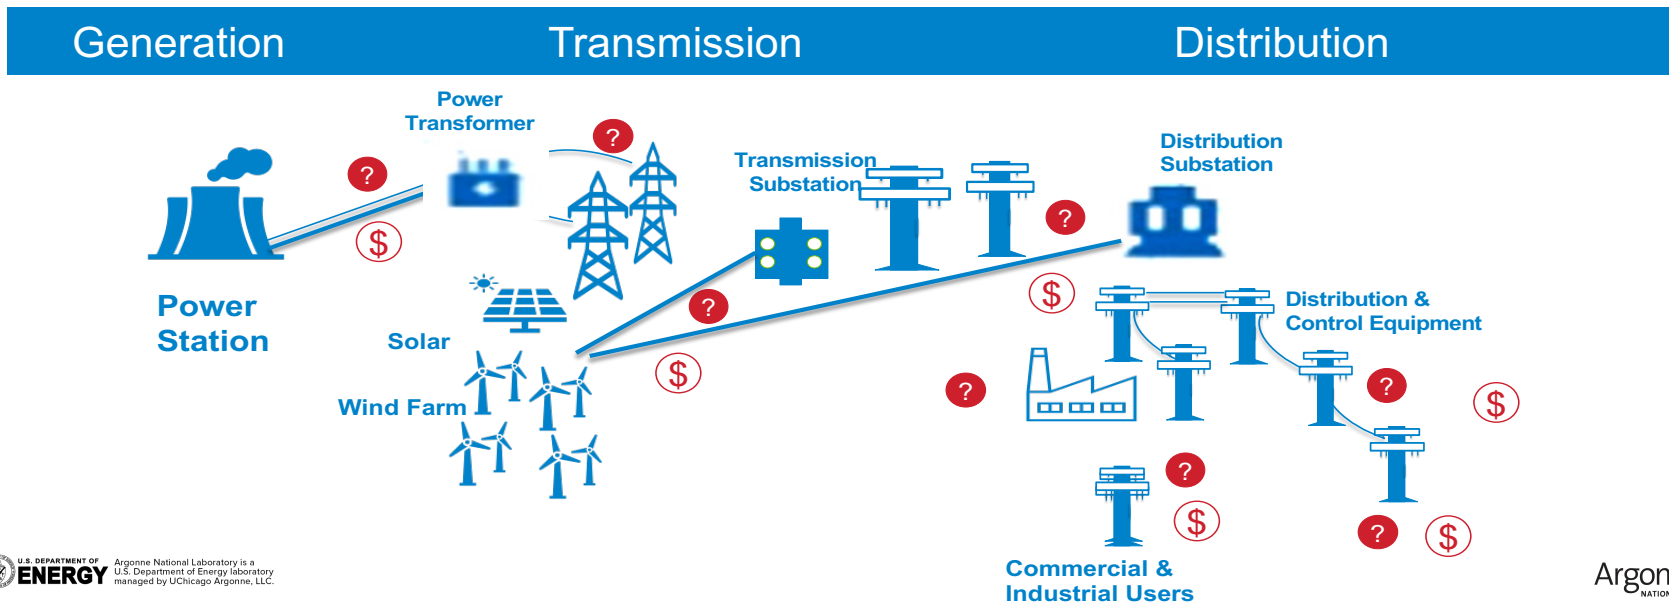 Generation
Transmission
Distribution
Power
Transformer
?
?
$
Power
Station
Solar
Wind Farm
Transmission
Substation
?
$
?
$
Distribution
Substation
Distribution &
Control Equipment
?
?
$
?
$
?
$
Commercial &
Industrial Users
U.S. DEPARTMENT OF
ENERGY
Argonne National Laboratory is a
U.S. Department of Energy laboratory
managed by UChicago Argonne, LLC.
Argon
NATION